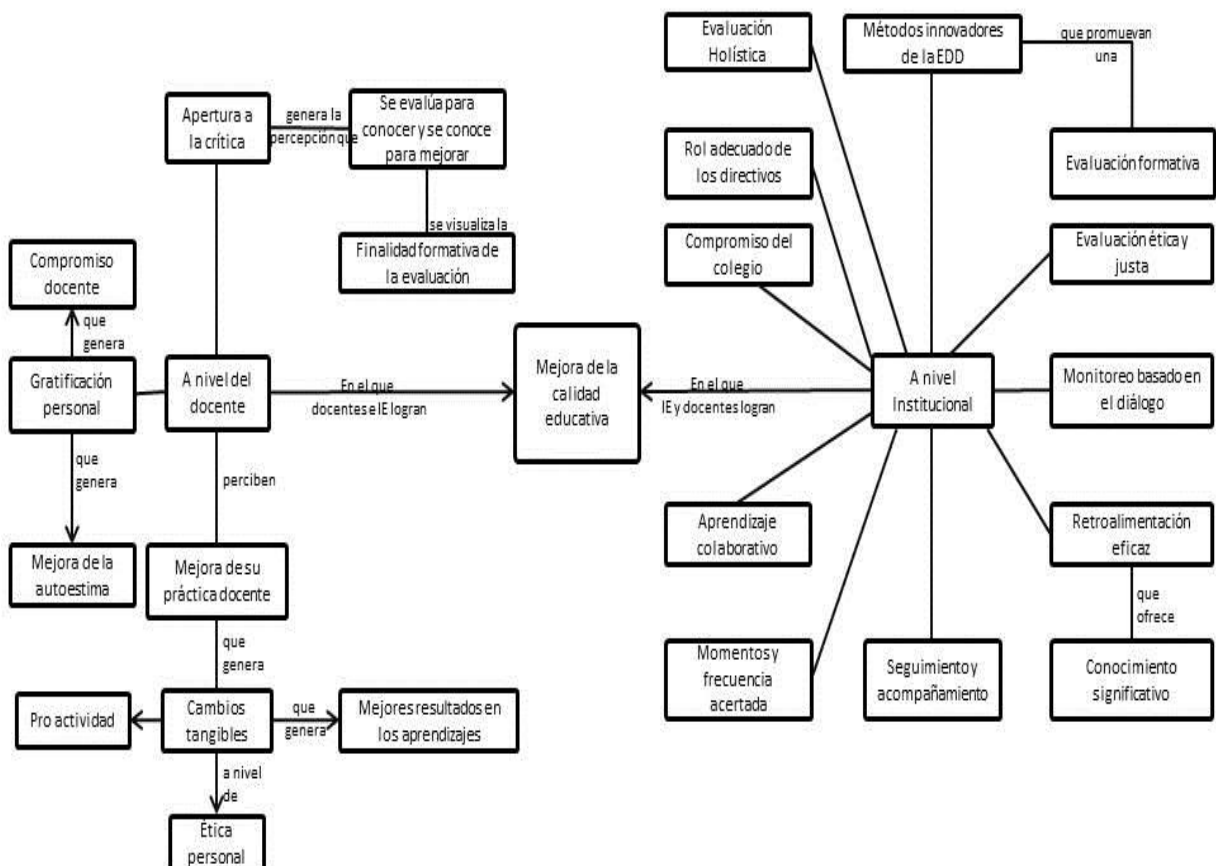 Evaluación
Holística
Métodos innovadores
de la EDD
que promuevan
una
Apertura a
la crítica
genera la
percepción que
Se evalúa para
conocer y se conoce
para mejorar
Rol adecuado de
los directivos
Evaluación formativa
se visualiza la
Finalidad formativa de
la evaluación
Compromiso del
colegio
Evaluación ética y
justa
Compromiso
docente
que
genera
Gratificación
personal
A nivel del
docente
En el que
docentes e IE logran
Mejora de la
calidad
educativa
En el que
IE y docentes logran
A nivel
Institucional
Monitoreo basado en
el diálogo
que
genera
perciben
Mejora de la
autoestima
Mejora de su
práctica docente
Aprendizaje
colaborativo
Retroalimentación
eficaz
que
ofrece
que
genera
Momentos y
frecuencia
acertada
Seguimiento y
acompañamiento
Conocimiento
significativo
Pro actividad
Cambios
tangibles
que
genera
Mejores resultados en
los aprendizajes
a nivel
de
Ética
personal